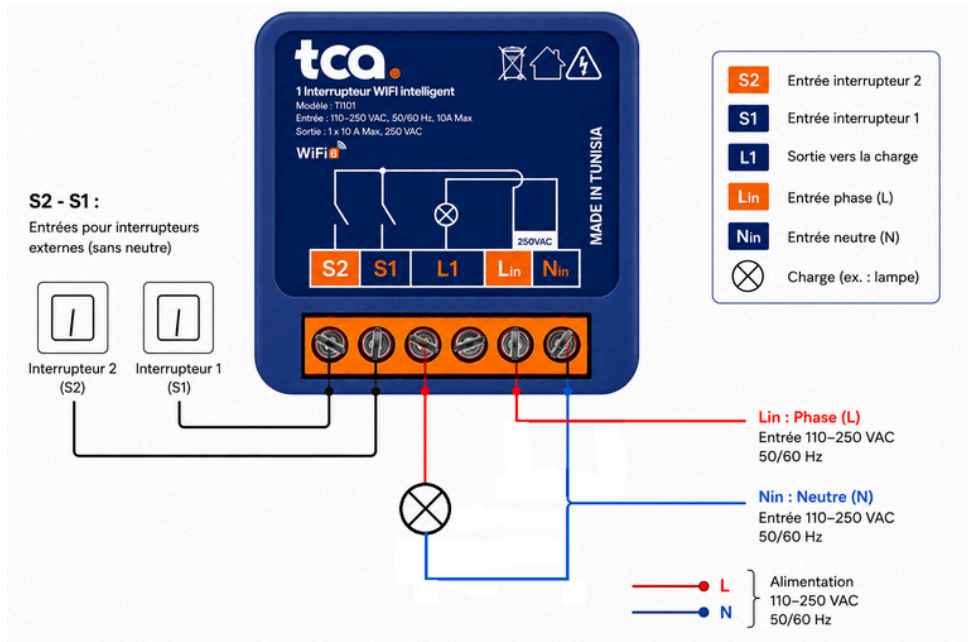 tca.
1 Interrupteur WIFI intelligent
Modèle : TI101
Entrée : 110–250 VAC, 50/60 Hz, 10A Max
Sortie : 1 x 10 A Max, 250 VAC
WiFi 6
MADE IN TUNISIA
250VAC
S2 S1 L1 Lin Nin
S2 - S1 :
Entrées pour interrupteurs
externes (sans neutre)
Interrupteur 2
(S2)
Interrupteur 1
(S1)
S2 Entrée interrupteur 2
S1 Entrée interrupteur 1
L1 Sortie vers la charge
Lin Entrée phase (L)
Nin Entrée neutre (N)
Charge (ex. : lampe)
Lin : Phase (L)
Entrée 110–250 VAC
50/60 Hz
Nin : Neutre (N)
Entrée 110–250 VAC
50/60 Hz
L
N
Alimentation
110–250 VAC
50/60 Hz